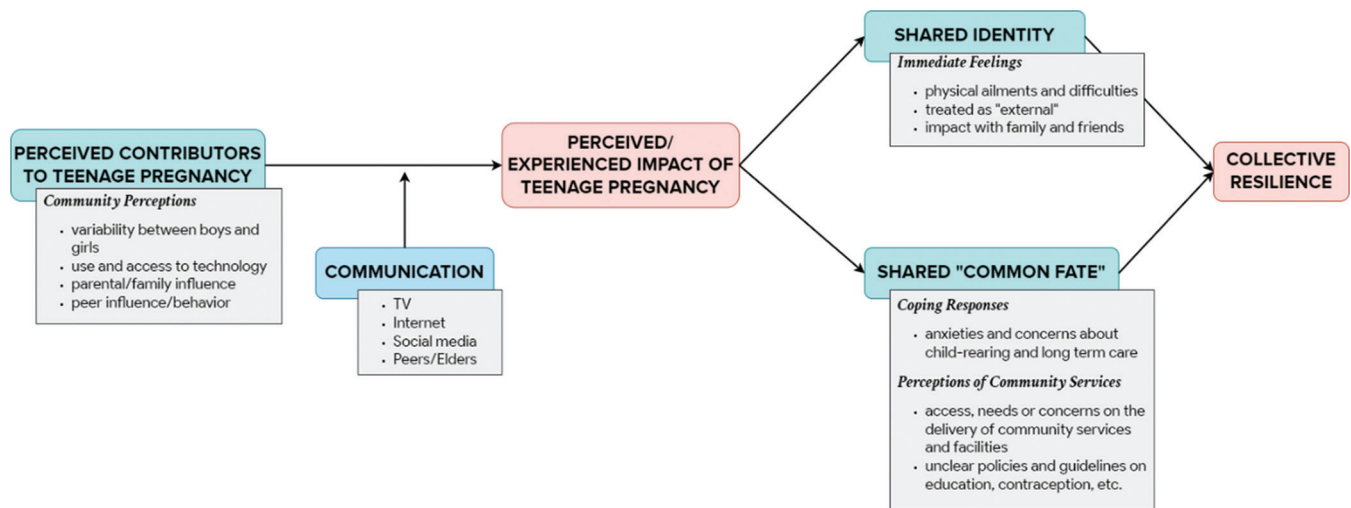 PERCEIVED CONTRIBUTORS
TO TEENAGE PREGNANCY
Community Perceptions
• variability between boys and
girls
• use and access to technology
• parental/family influence
• peer influence/behavior
COMMUNICATION
• TV
• Internet
• Social media
• Peers/Elders
PERCEIVED/
EXPERIENCED IMPACT OF
TEENAGE PREGNANCY
SHARED IDENTITY
Immediate Feelings
• physical ailments and difficulties
• treated as "external"
• impact with family and friends
SHARED "COMMON FATE"
Coping Responses
• anxieties and concerns about
child-rearing and long term care
Perceptions of Community Services
• access, needs or concerns on the
delivery of community services
and facilities
• unclear policies and guidelines on
education, contraception, etc.
COLLECTIVE
RESILIENCE